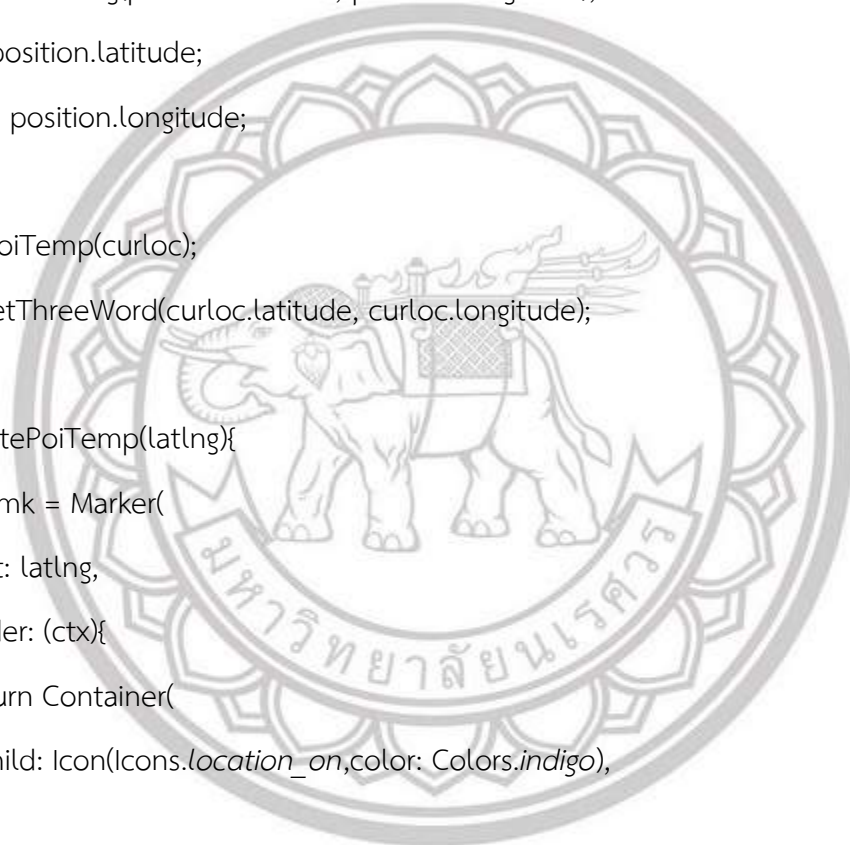 position.latitude;
position.longitude;
oiTemp(curloc);
etThreeWord(curloc.latitude, curloc.longitude);
tePoiTemp(latlng){
mk = Marker(
t: latlng,
der: (ctx){
urn Container(
hild: Icon(Icons.location_on,color: Colors.indigo),
มหาวิทยาลัยนเรศวร